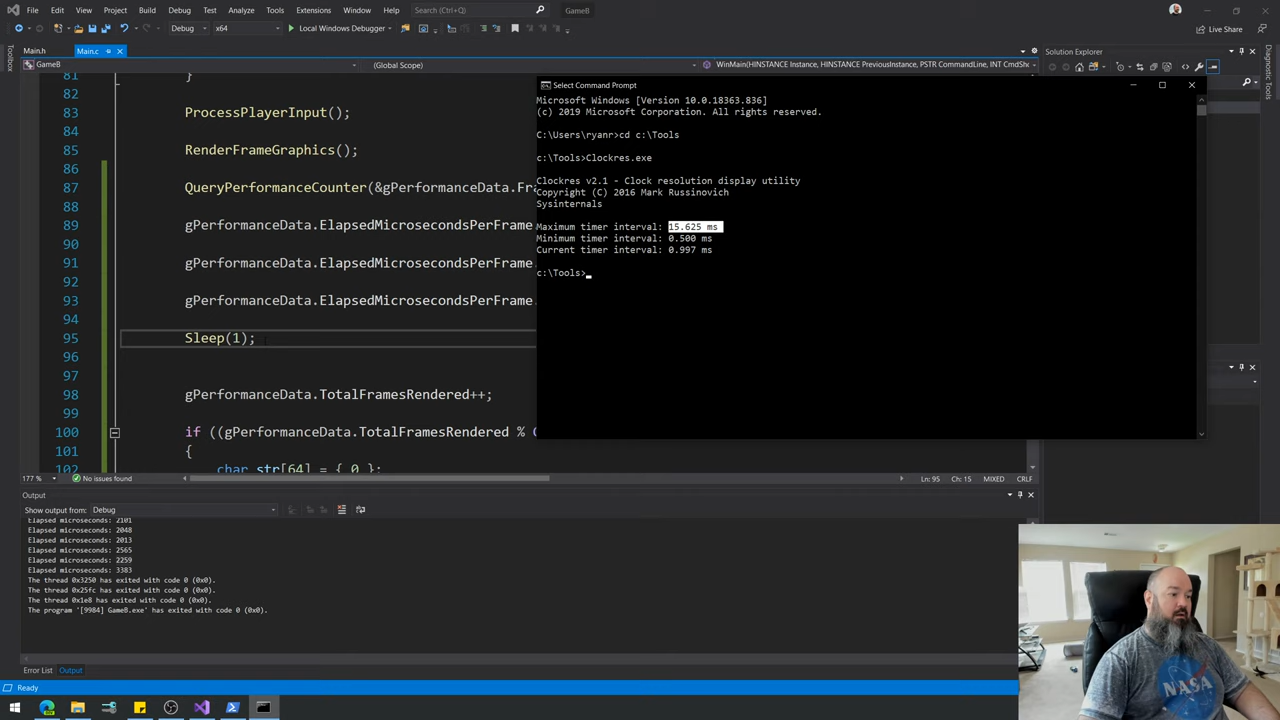 File Edit View Project Build Debug Test Analyze Tools Extensions Window Help Search (Ctrl+Q) GameB
Debug x64 Local Windows Debugger Live Share
Toolbox
Main.h Main.c
GameB (Global Scope) WinMain(HINSTANCE Instance, HINSTANCE PreviousInstance, PSTR CommandLine, INT CmdSho
Solution Explorer
Diagnostic Tools
81 }
82
83 ProcessPlayerInput();
84
85 RenderFrameGraphics();
86
87 QueryPerformanceCounter(&gPerformanceData.Fra
88
89 gPerformanceData.ElapsedMicrosecondsPerFrame.
90
91 gPerformanceData.ElapsedMicrosecondsPerFrame.
92
93 gPerformanceData.ElapsedMicrosecondsPerFrame.
94
95 Sleep(1);
96
97
98 gPerformanceData.TotalFramesRendered++;
99
100 if ((gPerformanceData.TotalFramesRendered %
101 {
102 char str[64] = { 0 };
Select Command Prompt
Microsoft Windows [Version 10.0.18363.836]
(c) 2019 Microsoft Corporation. All rights reserved.
C:\Users\ryanr>cd c:\Tools
c:\Tools>Clockres.exe
Clockres v2.1 - Clock resolution display utility
Copyright (C) 2016 Mark Russinovich
Sysinternals
Maximum timer interval: 15.625 ms
Minimum timer interval: 0.500 ms
Current timer interval: 0.997 ms
c:\Tools>
177 % No issues found Ln: 95 Ch: 15 MIXED CRLF
Output
Show output from: Debug
Elapsed microseconds: 2101
Elapsed microseconds: 2048
Elapsed microseconds: 2013
Elapsed microseconds: 2565
Elapsed microseconds: 2259
Elapsed microseconds: 3383
The thread 0x3250 has exited with code 0 (0x0).
The thread 0x25fc has exited with code 0 (0x0).
The thread 0x1e8 has exited with code 0 (0x0).
The program '[9984] GameB.exe' has exited with code 0 (0x0).
Error List Output
Ready
NASA